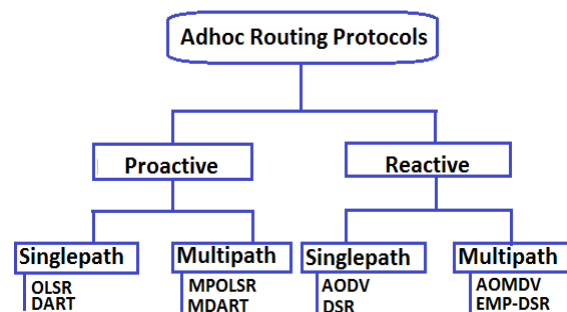 Adhoc Routing Protocols
Proactive
Reactive
Singlepath
OLSR
DART
Multipath
MPOLSR
MDART
Singlepath
AODV
DSR
Multipath
AOMDV
EMP-DSR